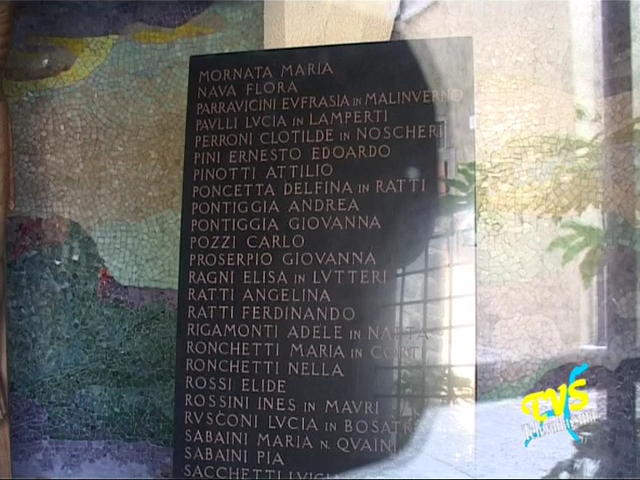 MORNATA MARIA
NAVA FLORA
PARRAVICINI EVFRASIA IN MALINVERNO
PAVLLI LVCIA IN LAMPERTI
PERRONI CLOTILDE IN NOSCHERI
PINI ERNESTO EDOARDO
PINOTTI ATTILIO
PONCETTA DELFINA IN RATTI
PONTIGGIA ANDREA
PONTIGGIA GIOVANNA
POZZI CARLO
PROSERPIO GIOVANNA
RAGNI ELISA IN LVTTERI
RATTI ANGELINA
RATTI FERDINANDO
RIGAMONTI ADELE IN
RONCHETTI MARIA IN CORTI
RONCHETTI NELLA
ROSSI ELIDE
ROSSINI INES IN MAVRI
RVSCONI LVCIA IN
SABAINI MARIA N. QVAINI
SABAINI PIA
SACCHETTI
TVS